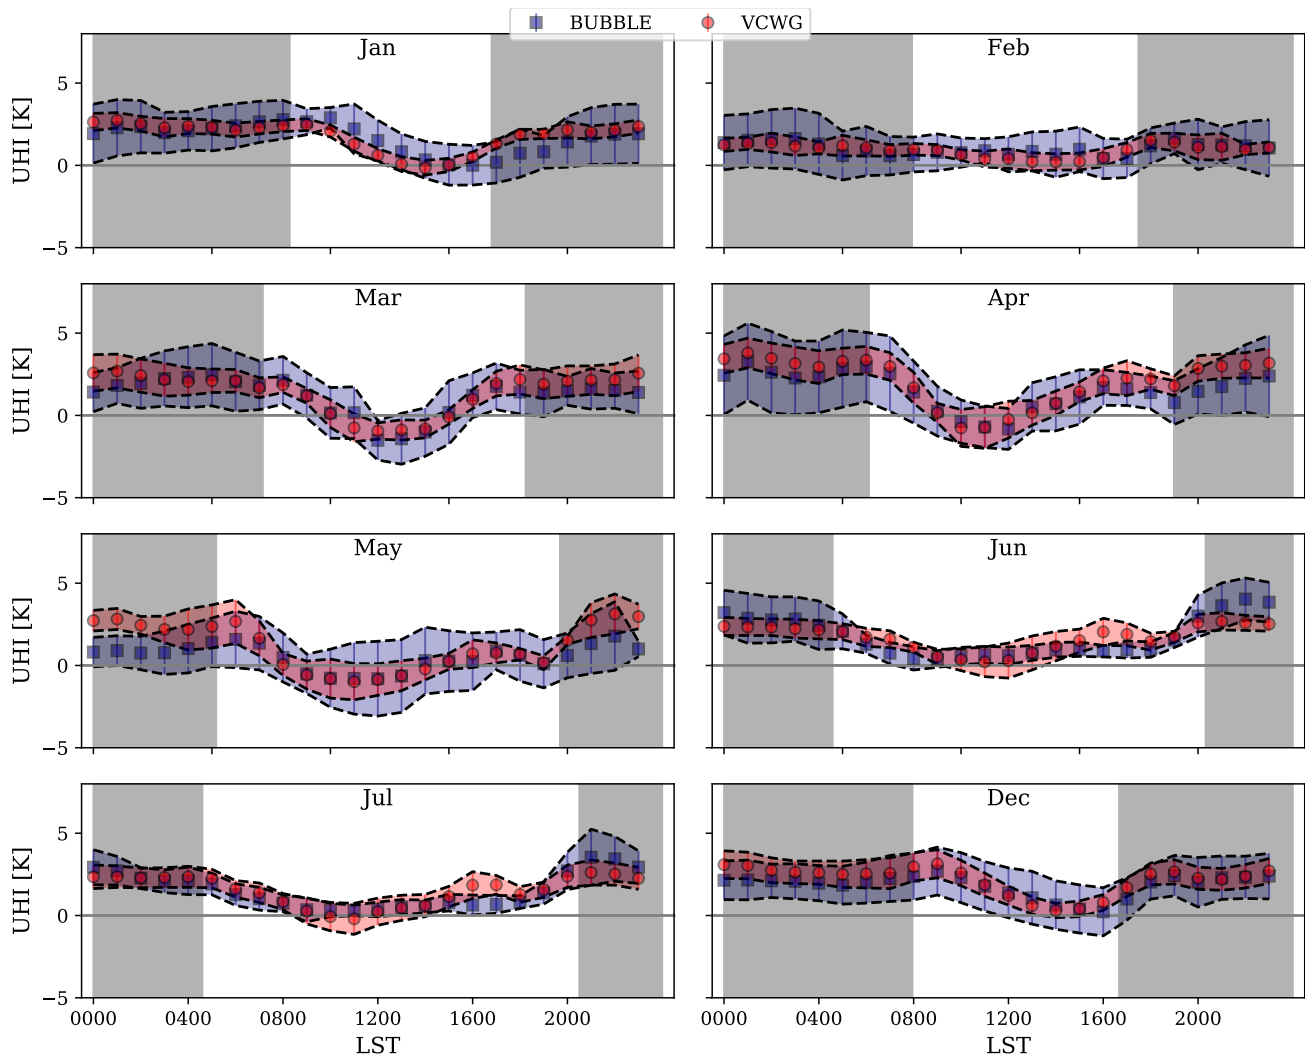 BUBBLE VCWG
Jan Feb
5
0
−5
UHI [K]
Mar Apr
5
0
−5
UHI [K]
May Jun
5
0
−5
UHI [K]
Jul Dec
5
0
−5
UHI [K]
0000 0400 0800 1200 1600 2000 0000 0400 0800 1200 1600 2000
LST LST